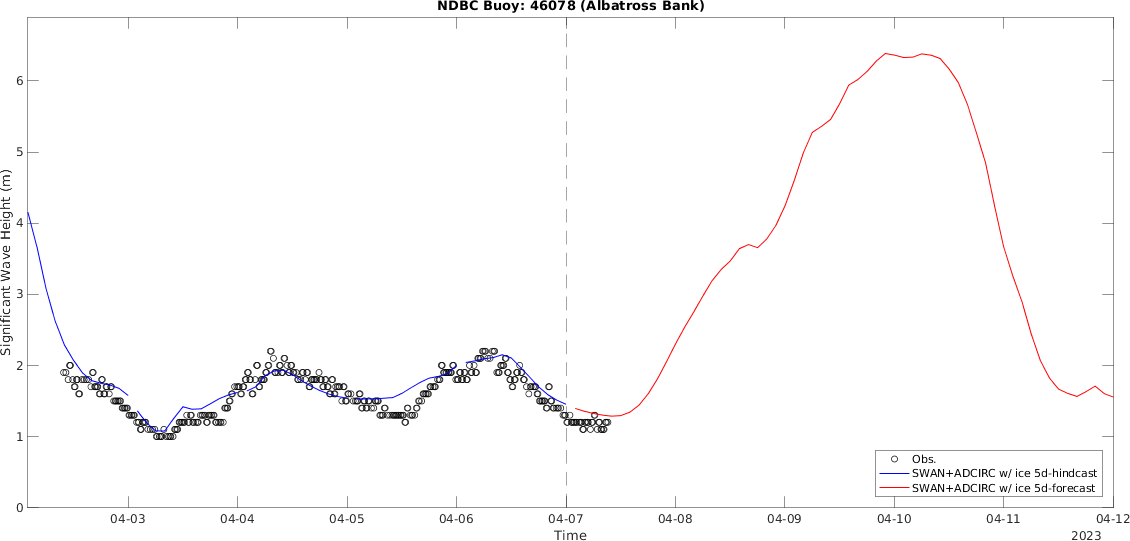 NDBC Buoy: 46078 (Albatross Bank)
Significant Wave Height (m)
6
5
4
3
2
1
0
Obs.
SWAN+ADCIRC w/ ice 5d-hindcast
SWAN+ADCIRC w/ ice 5d-forecast
04-03 04-04 04-05 04-06 04-07 04-08 04-09 04-10 04-11 04-12
Time
2023